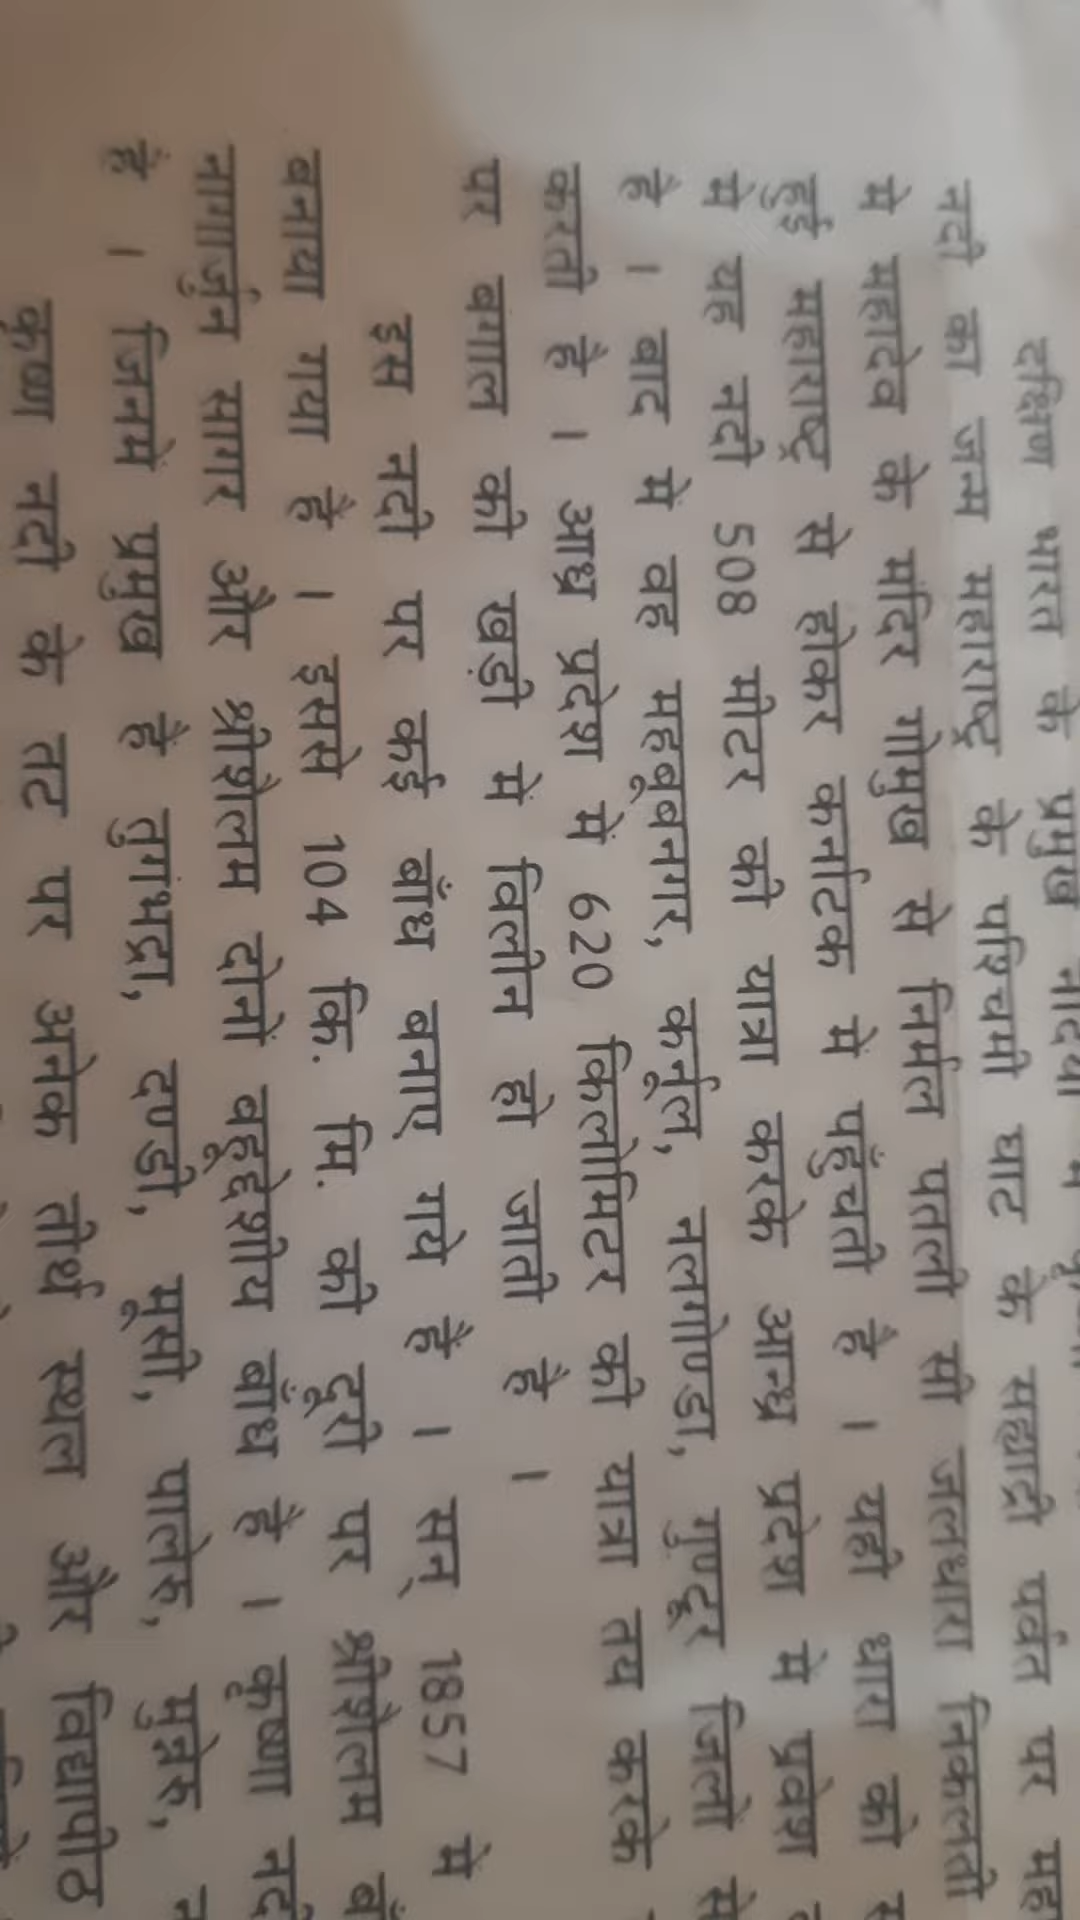 दक्षिण भारत के प्रमुख नदियों में
नदी का जन्म महाराष्ट्र के पश्चिमी घाट के सह्याद्री पर्वत पर मह
मे महादेव के मंदिर गोमुख से निर्मल पतली सी जलधारा निकलती
हुई महाराष्ट्र से होकर कर्नाटक मे पहुँचती है । यही धारा को
मे यह नदी 508 मीटर की यात्रा करके आन्ध्र प्रदेश मे प्रवेश
है । बाद में वह महबूबनगर, कर्नूल, नलगोण्डा, गुण्टूर जिलो से
करती है । आंध्र प्रदेश में 620 किलोमिटर की यात्रा तय करके
पर बंगाल की खड़ी में विलीन हो जाती है ।
इस नदी पर कई बाँध बनाए गये हैं । सन् 1857 मे
बनाया गया है । इससे 104 कि. मि. की दूरी पर श्रीशैलम बाँ
नागार्जुन सागर और श्रीशैलम दोनों बहूद्देशीय बाँध है । कृष्णा नदी
है । जिनमे प्रमुख है तुंगभद्रा, दण्डी, मूसी, पालेरु, मुन्नेरु,
कृष्ण नदी के तट पर अनेक तीर्थ स्थल और विद्यापीठ